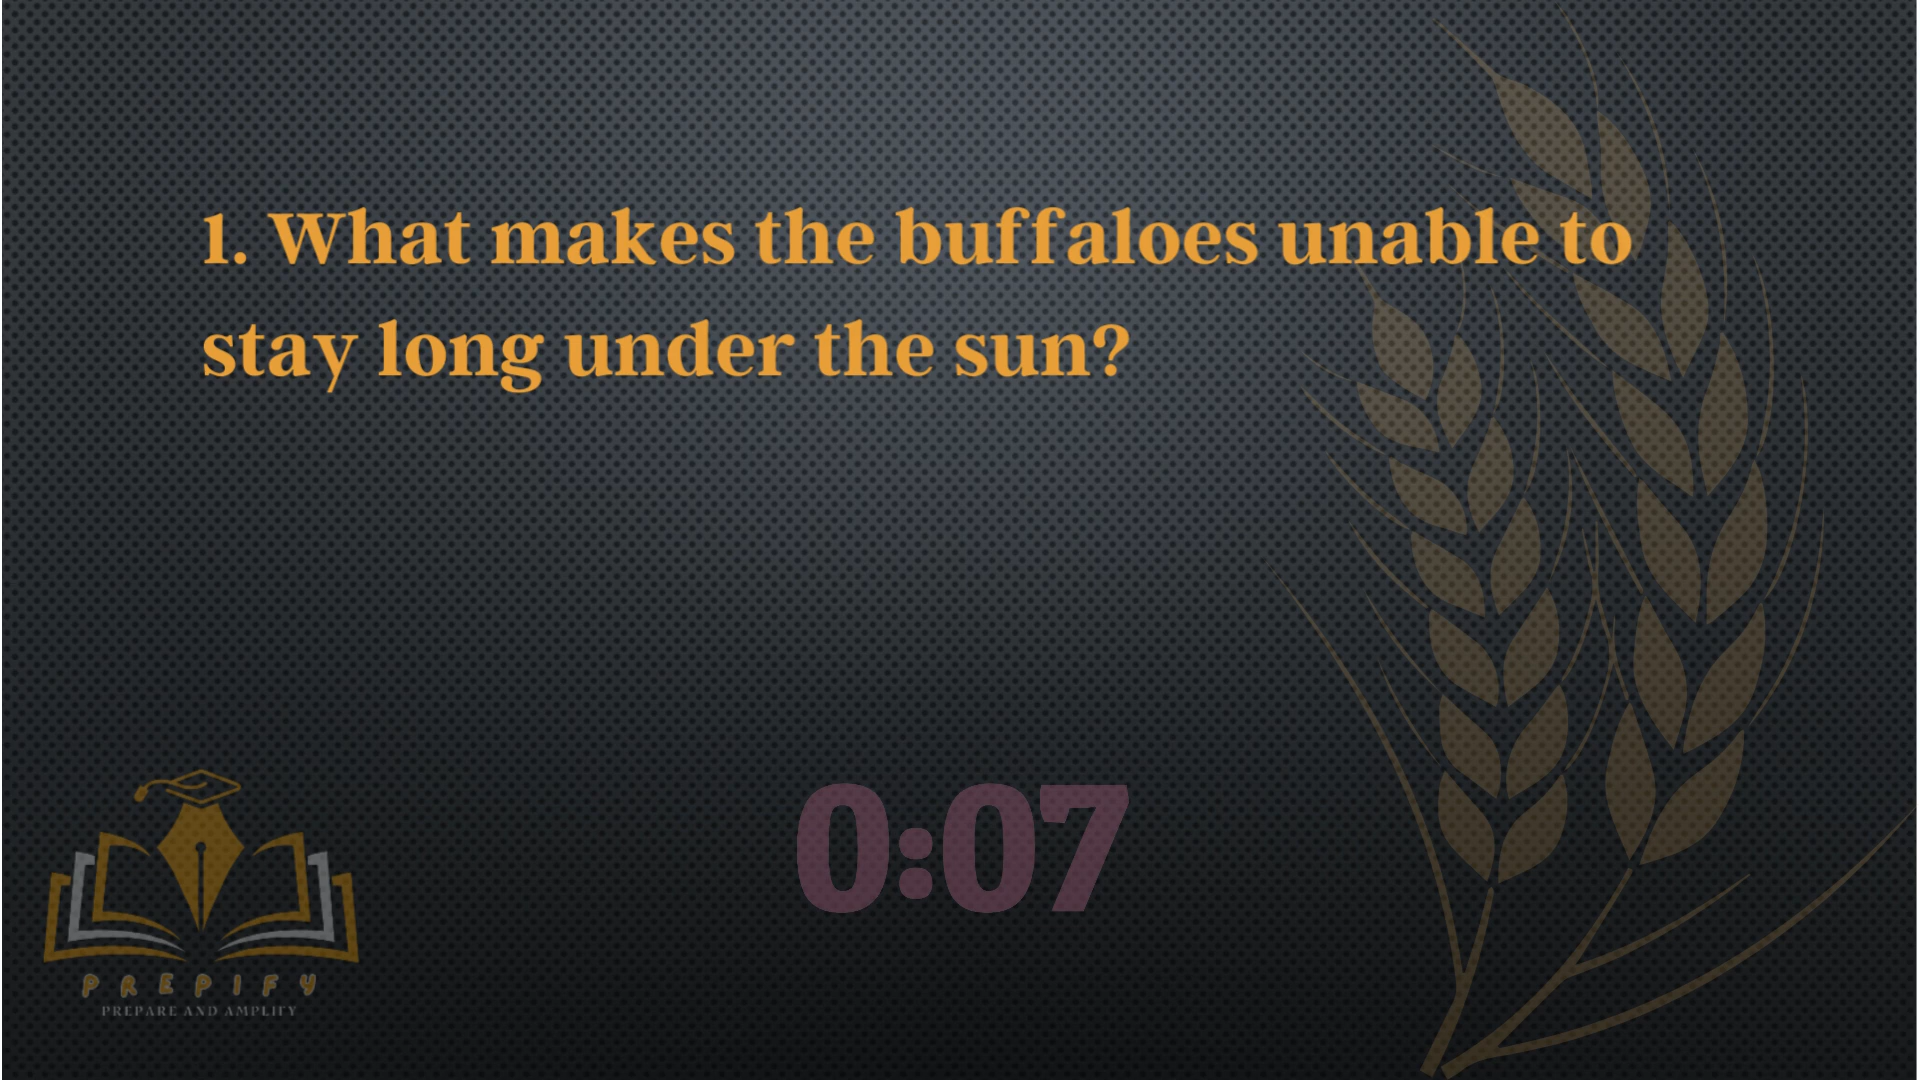 1. What makes the buffaloes unable to
stay long under the sun?
0:07
PREPIFY
PREPARE AND AMPLIFY